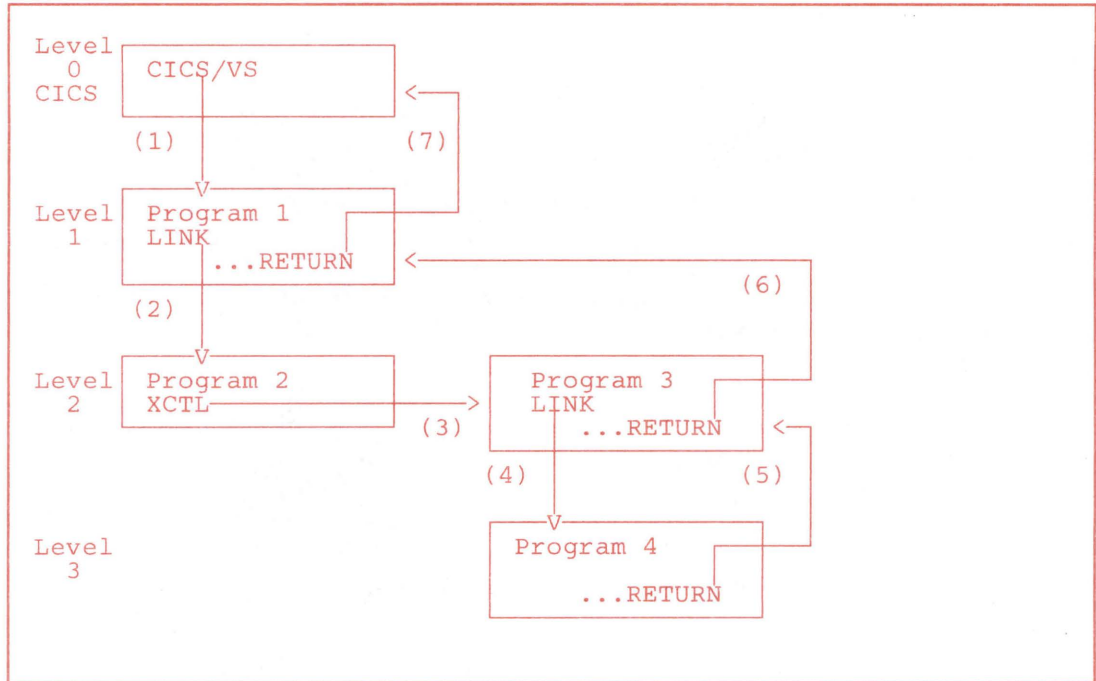 Level
0
CICS
CICS/VS
<
(1)
(7)
V
Level
1
Program 1
LINK
...RETURN
<
(2)
(6)
V
Level
2
Program 2
XCTL
>
(3)
Program 3
LINK
...RETURN
<
(4)
(5)
V
Level
3
Program 4
...RETURN